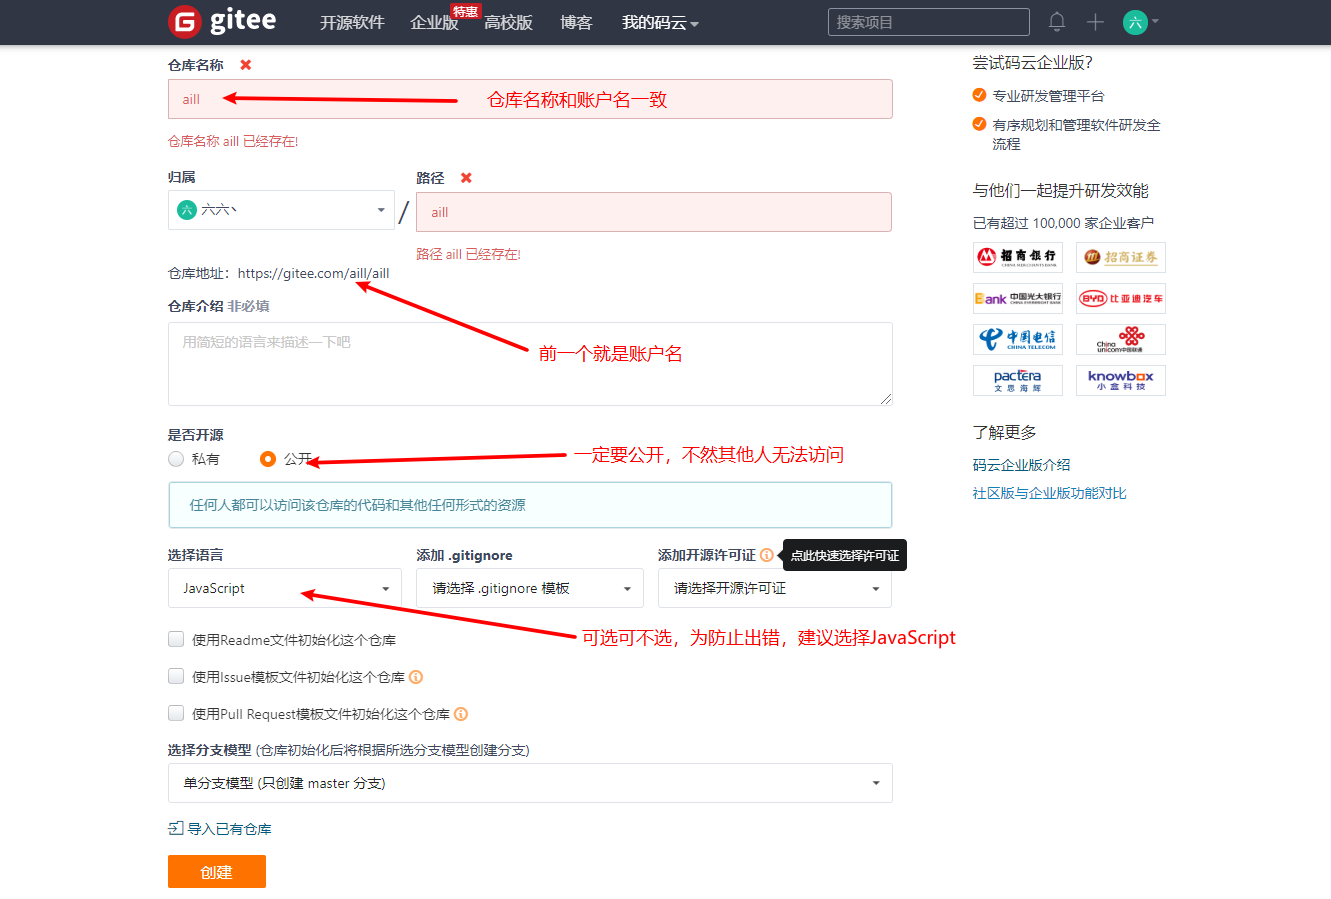 gitee
开源软件 企业版 特惠 高校版 博客 我的码云
搜索项目
六
仓库名称
aill
仓库名称和账户名一致
仓库名称 aill 已经存在!
归属
路径
六 六六丶
/
aill
路径 aill 已经存在!
仓库地址：https://gitee.com/aill/aill
仓库介绍 非必填
用简短的语言来描述一下吧
前一个就是账户名
是否开源
私有
公开
一定要公开，不然其他人无法访问
任何人都可以访问该仓库的代码和其他任何形式的资源
选择语言
添加 .gitignore
添加开源许可证
点此快速选择许可证
JavaScript
请选择 .gitignore 模板
请选择开源许可证
可选可不选，为防止出错，建议选择JavaScript
使用Readme文件初始化这个仓库
使用Issue模板文件初始化这个仓库
使用Pull Request模板文件初始化这个仓库
选择分支模型 (仓库初始化后将根据所选分支模型创建分支)
单分支模型 (只创建 master 分支)
导入已有仓库
创建
尝试码云企业版？
专业研发管理平台
有序规划和管理软件研发全
流程
与他们一起提升研发效能
已有超过 100,000 家企业客户
招商银行
招商证券
Bank 中国光大银行
CHINA EVERBRIGHT BANK
BYD 比亚迪汽车
中国电信
CHINA TELECOM
China
unicom中国联通
pactera
文思海辉
knowbox
小盒科技
了解更多
码云企业版介绍
社区版与企业版功能对比